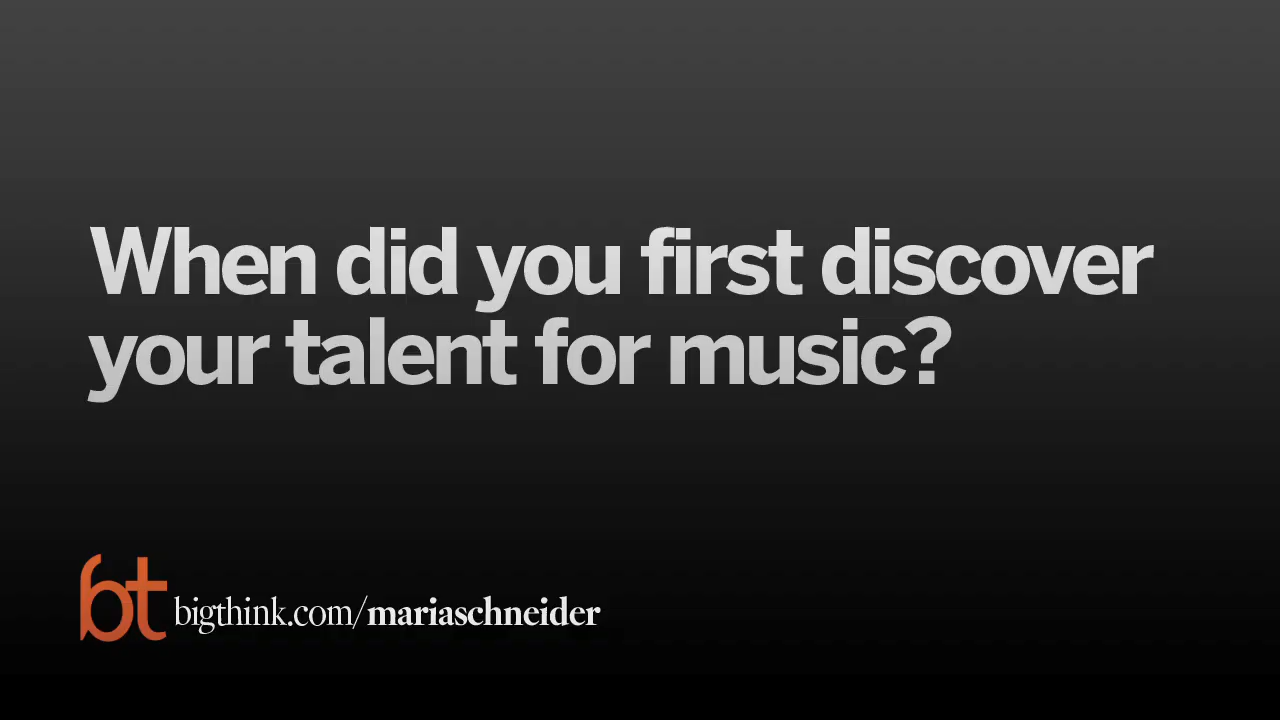 When did you first discover
your talent for music?
bt bigthink.com/mariaschneider